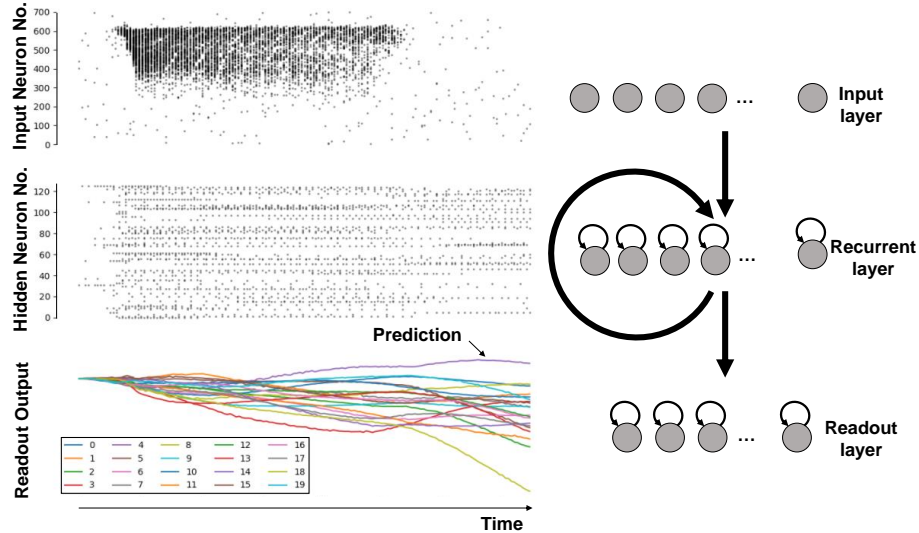 Input Neuron No.
700
600
500
400
300
200
100
0
Input
layer
...
Hidden Neuron No.
120
100
80
60
40
20
0
Recurrent
layer
...
Readout Output
Prediction
0 4 8 12 16
1 5 9 13 17
2 6 10 14 18
3 7 11 15 19
Time
Readout
layer
...